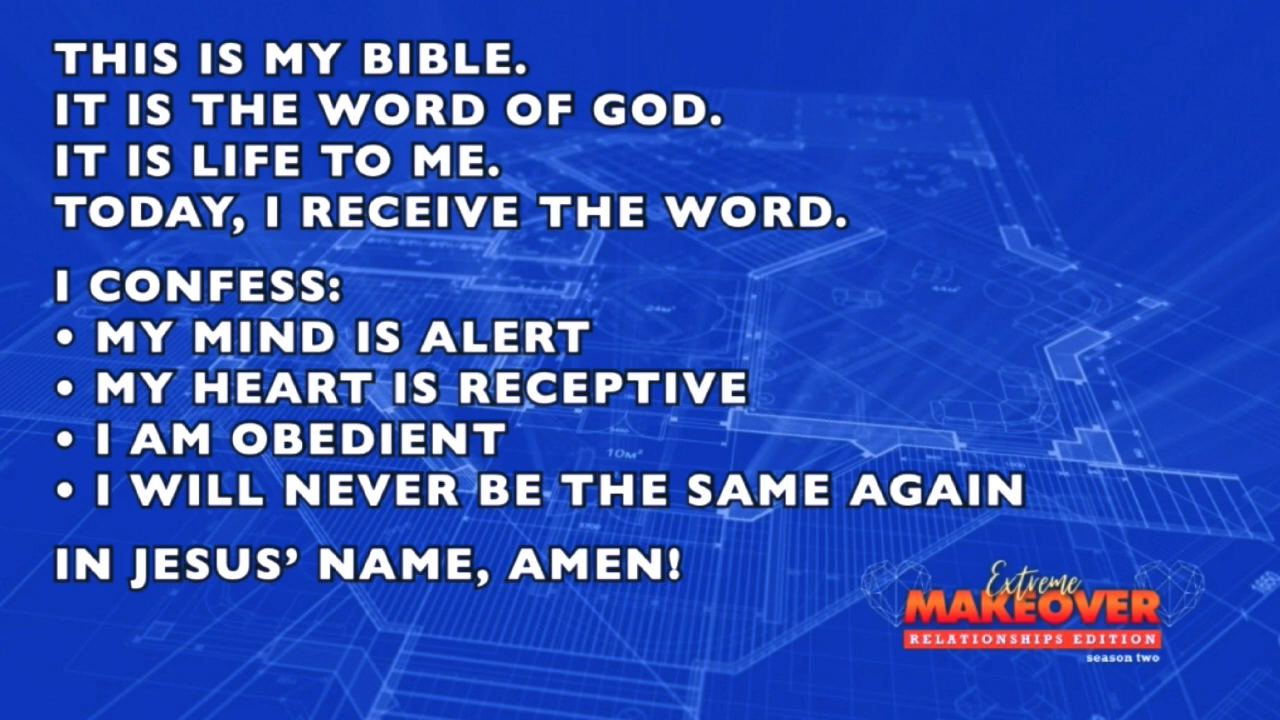 THIS IS MY BIBLE.
IT IS THE WORD OF GOD.
IT IS LIFE TO ME.
TODAY, I RECEIVE THE WORD.
I CONFESS:
• MY MIND IS ALERT
• MY HEART IS RECEPTIVE
• I AM OBEDIENT
• I WILL NEVER BE THE SAME AGAIN
IN JESUS’ NAME, AMEN!
10M²
Extreme
MAKEOVER
RELATIONSHIPS EDITION
season two